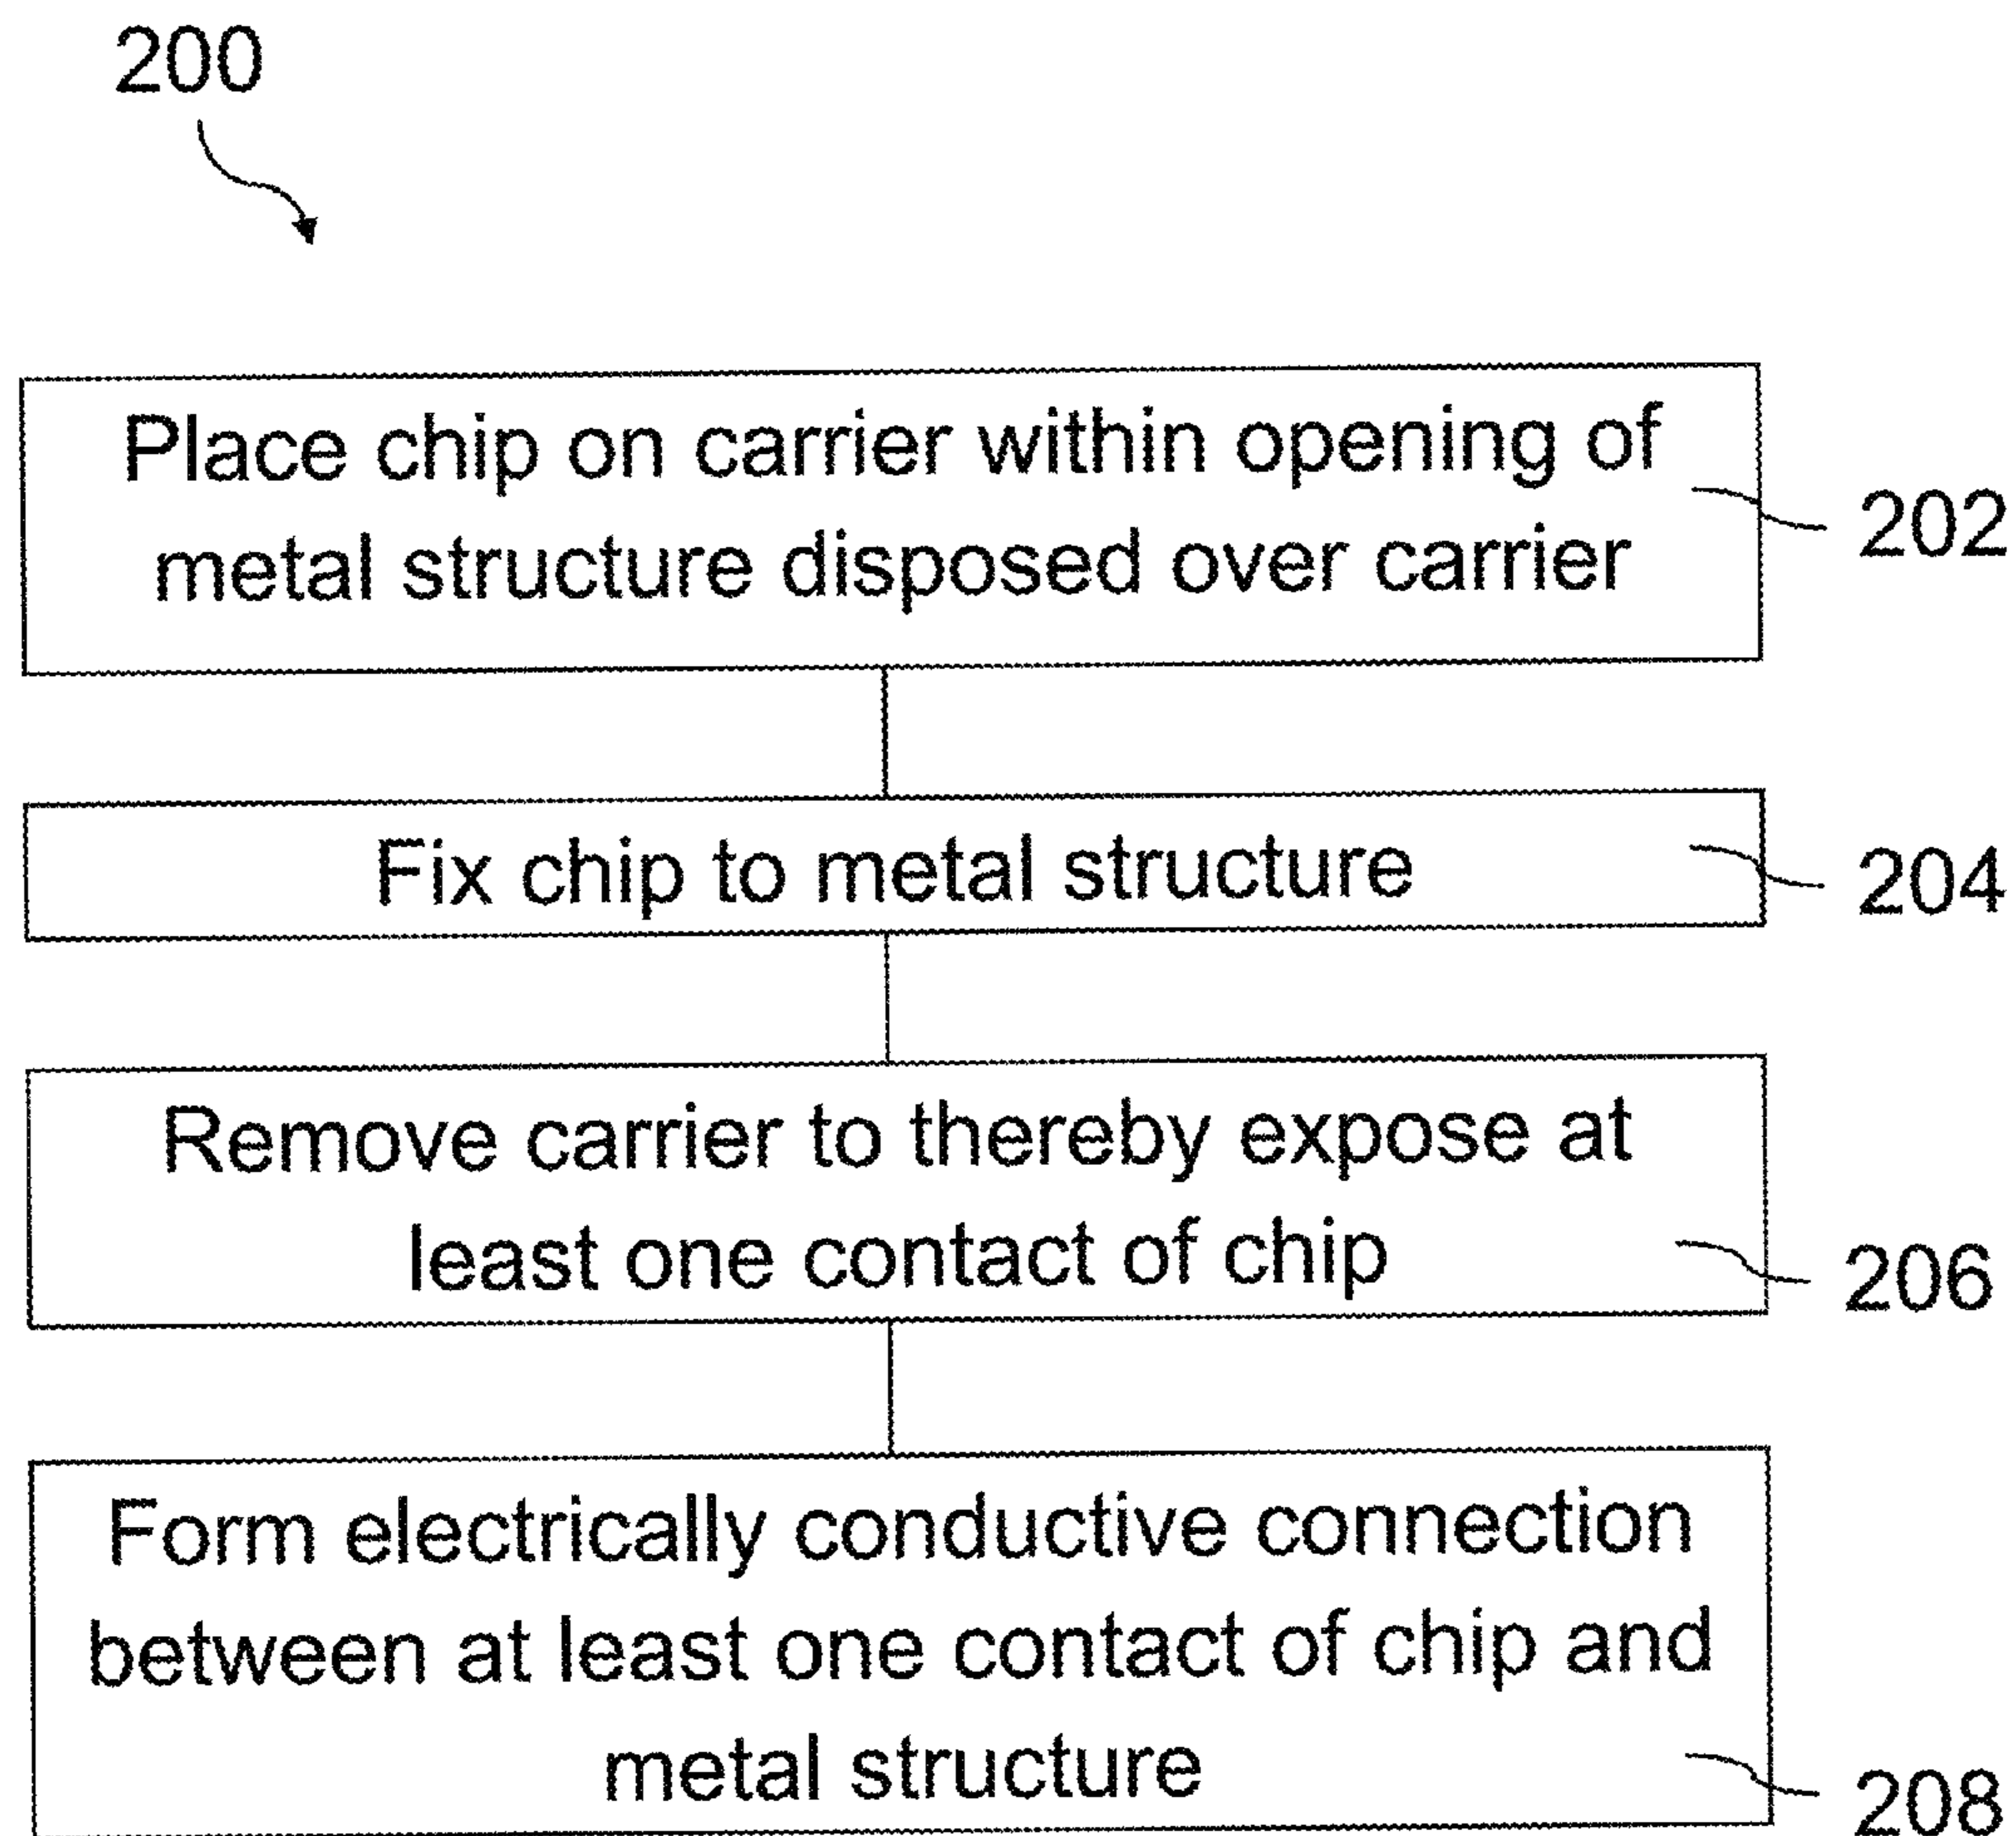 200
Place chip on carrier within opening of
metal structure disposed over carrier
202
Fix chip to metal structure
204
Remove carrier to thereby expose at
least one contact of chip
206
Form electrically conductive connection
between at least one contact of chip and
metal structure
208